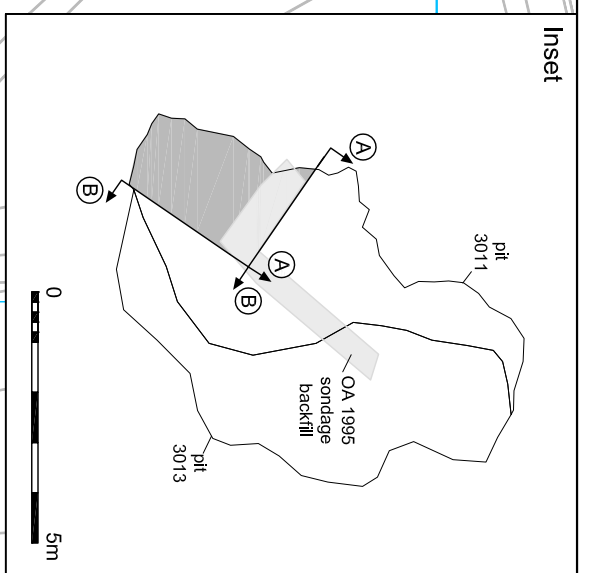 Inset
A
pit
3011
B
A
B
OA 1995
sondage
backfill
pit
3013
0
5m